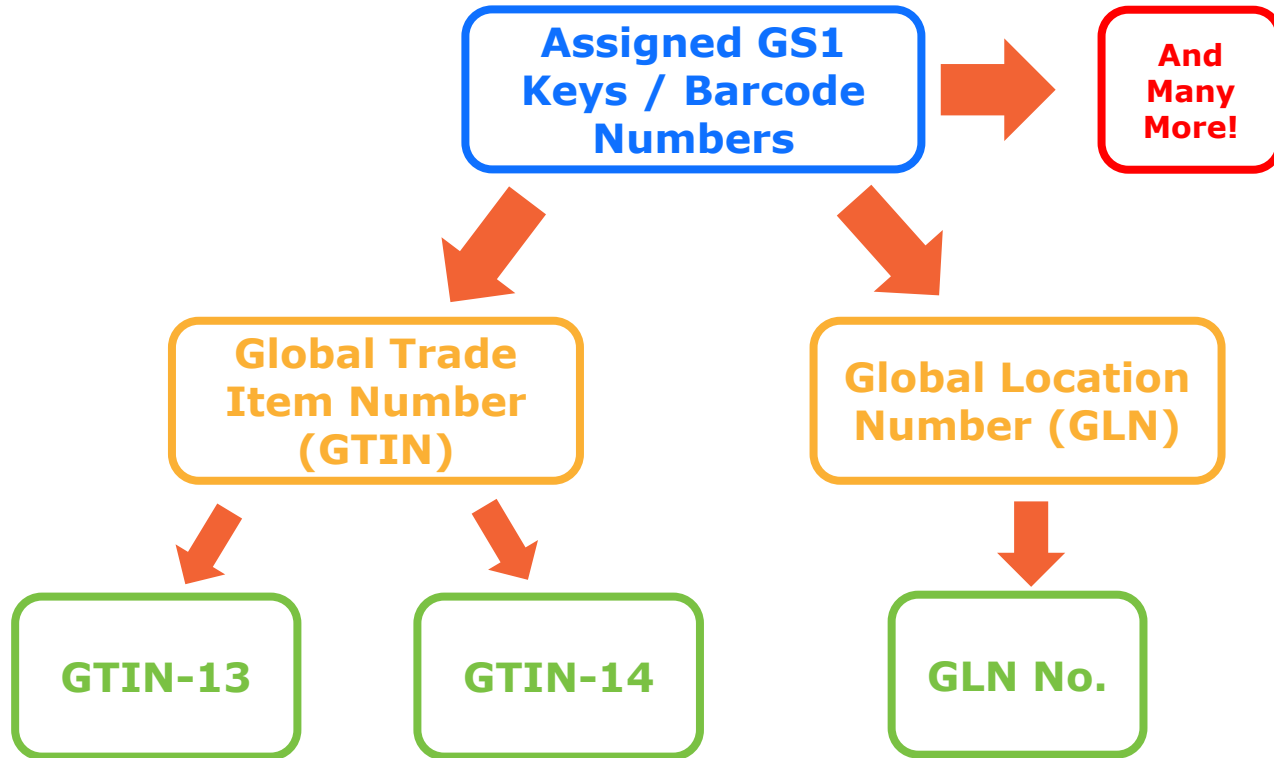 Assigned GS1
Keys / Barcode
Numbers
And
Many
More!
Global Trade
Item Number
(GTIN)
Global Location
Number (GLN)
GTIN-13
GTIN-14
GLN No.